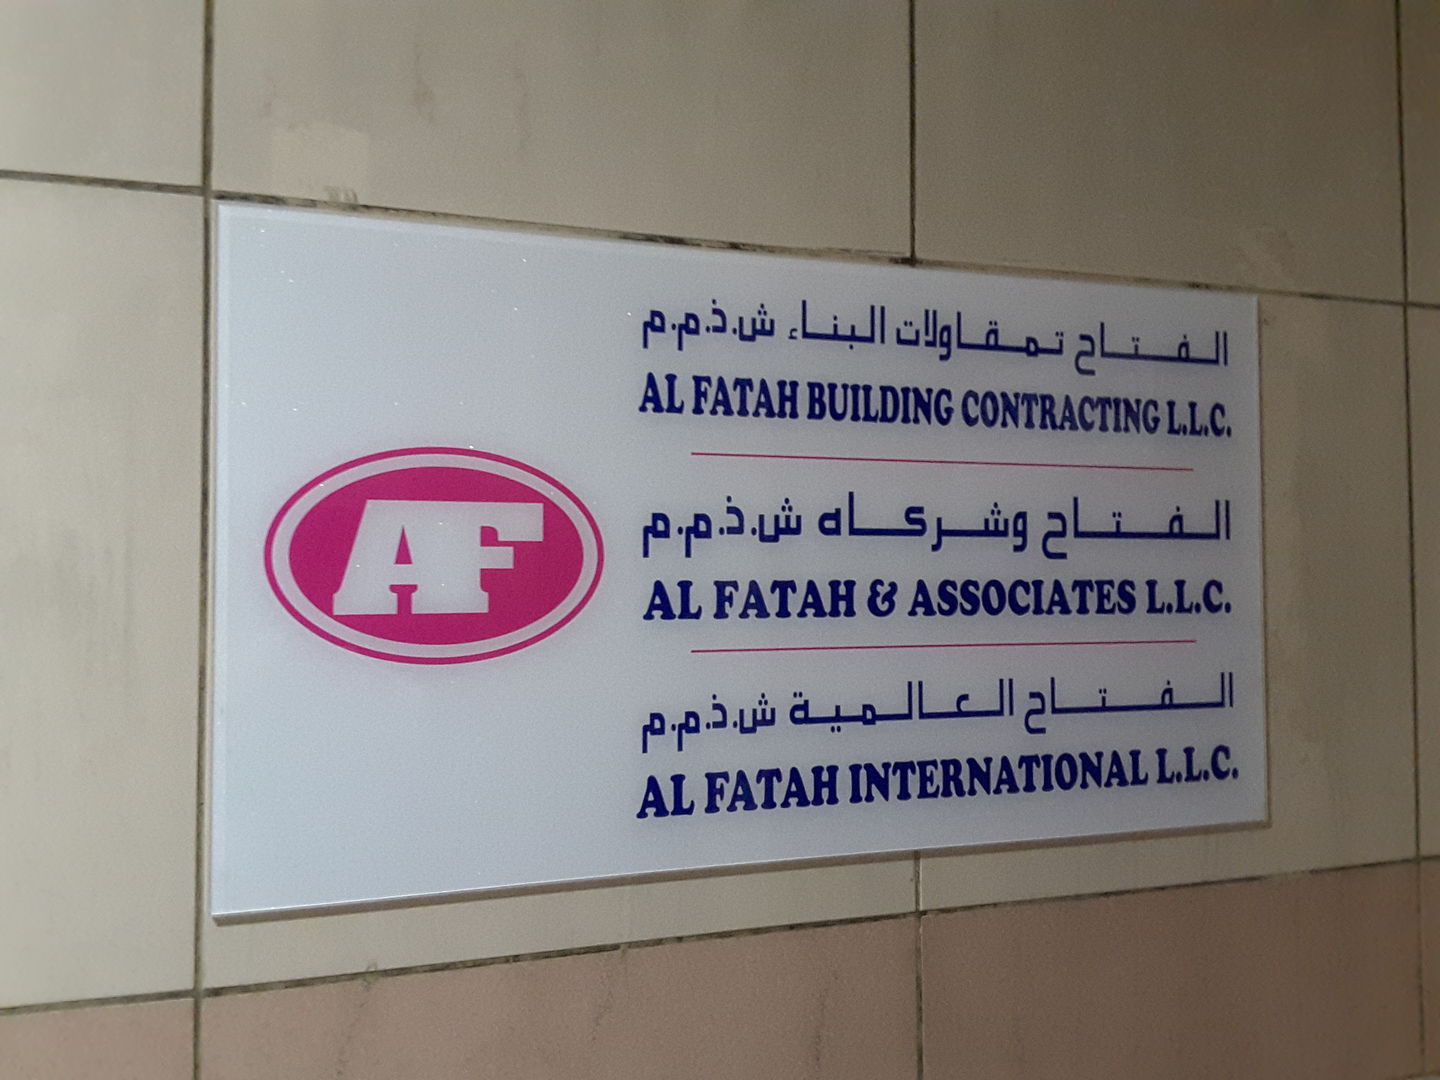 AF
الفتاح تمقاولات البناء ش.ذ.م.م
AL FATAH BUILDING CONTRACTING L.L.C.
الفتاح وشركاه ش.ذ.م.م
AL FATAH & ASSOCIATES L.L.C.
الفتاح العالمية ش.ذ.م.م
AL FATAH INTERNATIONAL L.L.C.